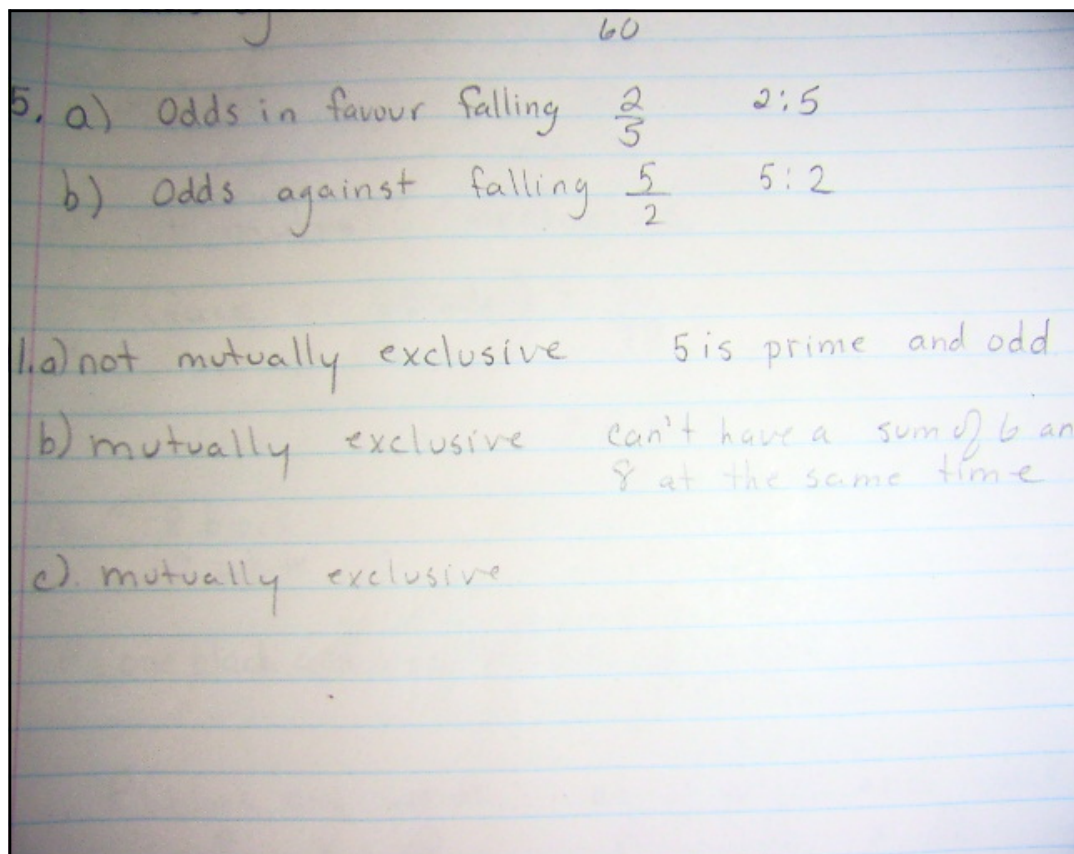 60
5. a) Odds in favour falling 2/5 2:5
b) Odds against falling 5/2 5:2
1. a) not mutually exclusive 5 is prime and odd
b) mutually exclusive can't have a sum of 6 an
8 at the same time
c). mutually exclusive